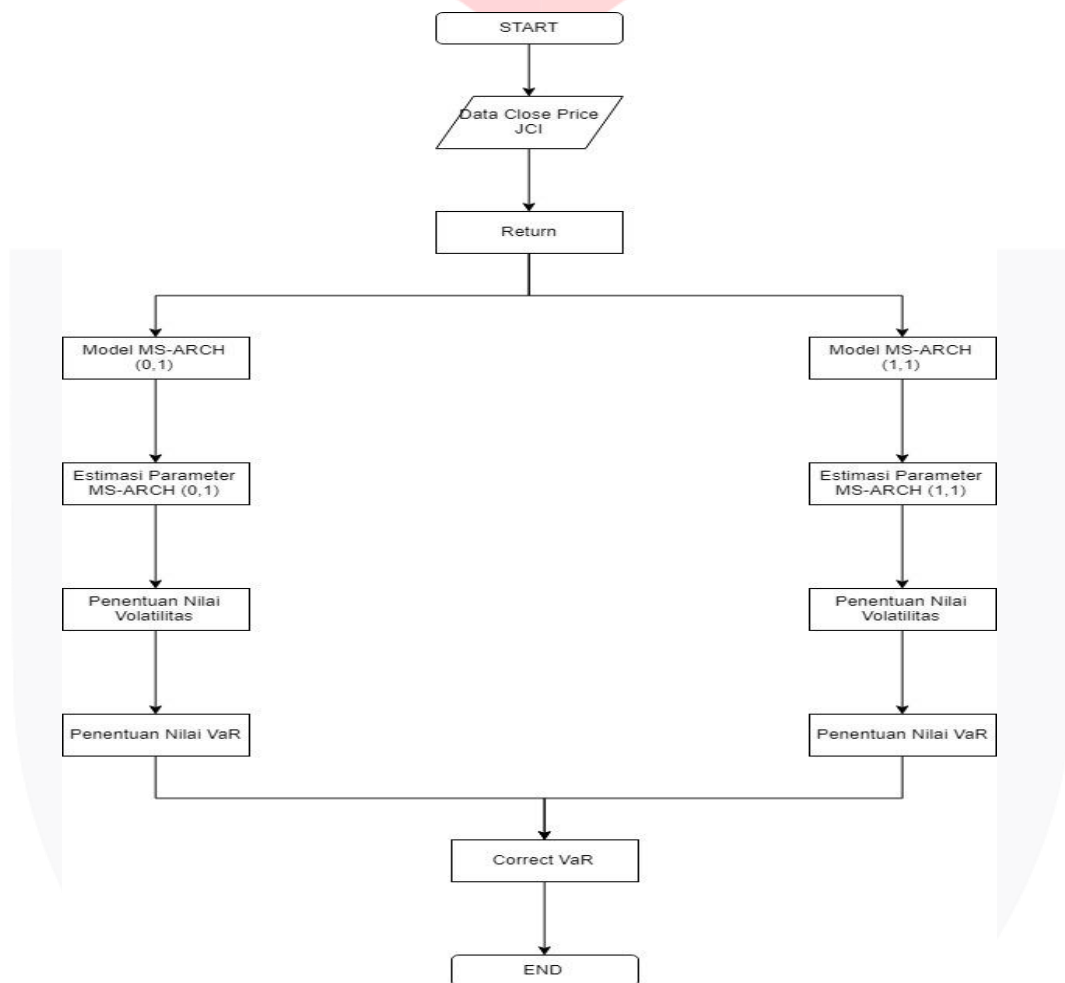 START
Data Close Price
JCI
Return
Model MS-ARCH
(0,1)
Estimasi Parameter
MS-ARCH (0,1)
Penentuan Nilai
Volatilitas
Penentuan Nilai VaR
Model MS-ARCH
(1,1)
Estimasi Parameter
MS-ARCH (1,1)
Penentuan Nilai
Volatilitas
Penentuan Nilai VaR
Correct VaR
END